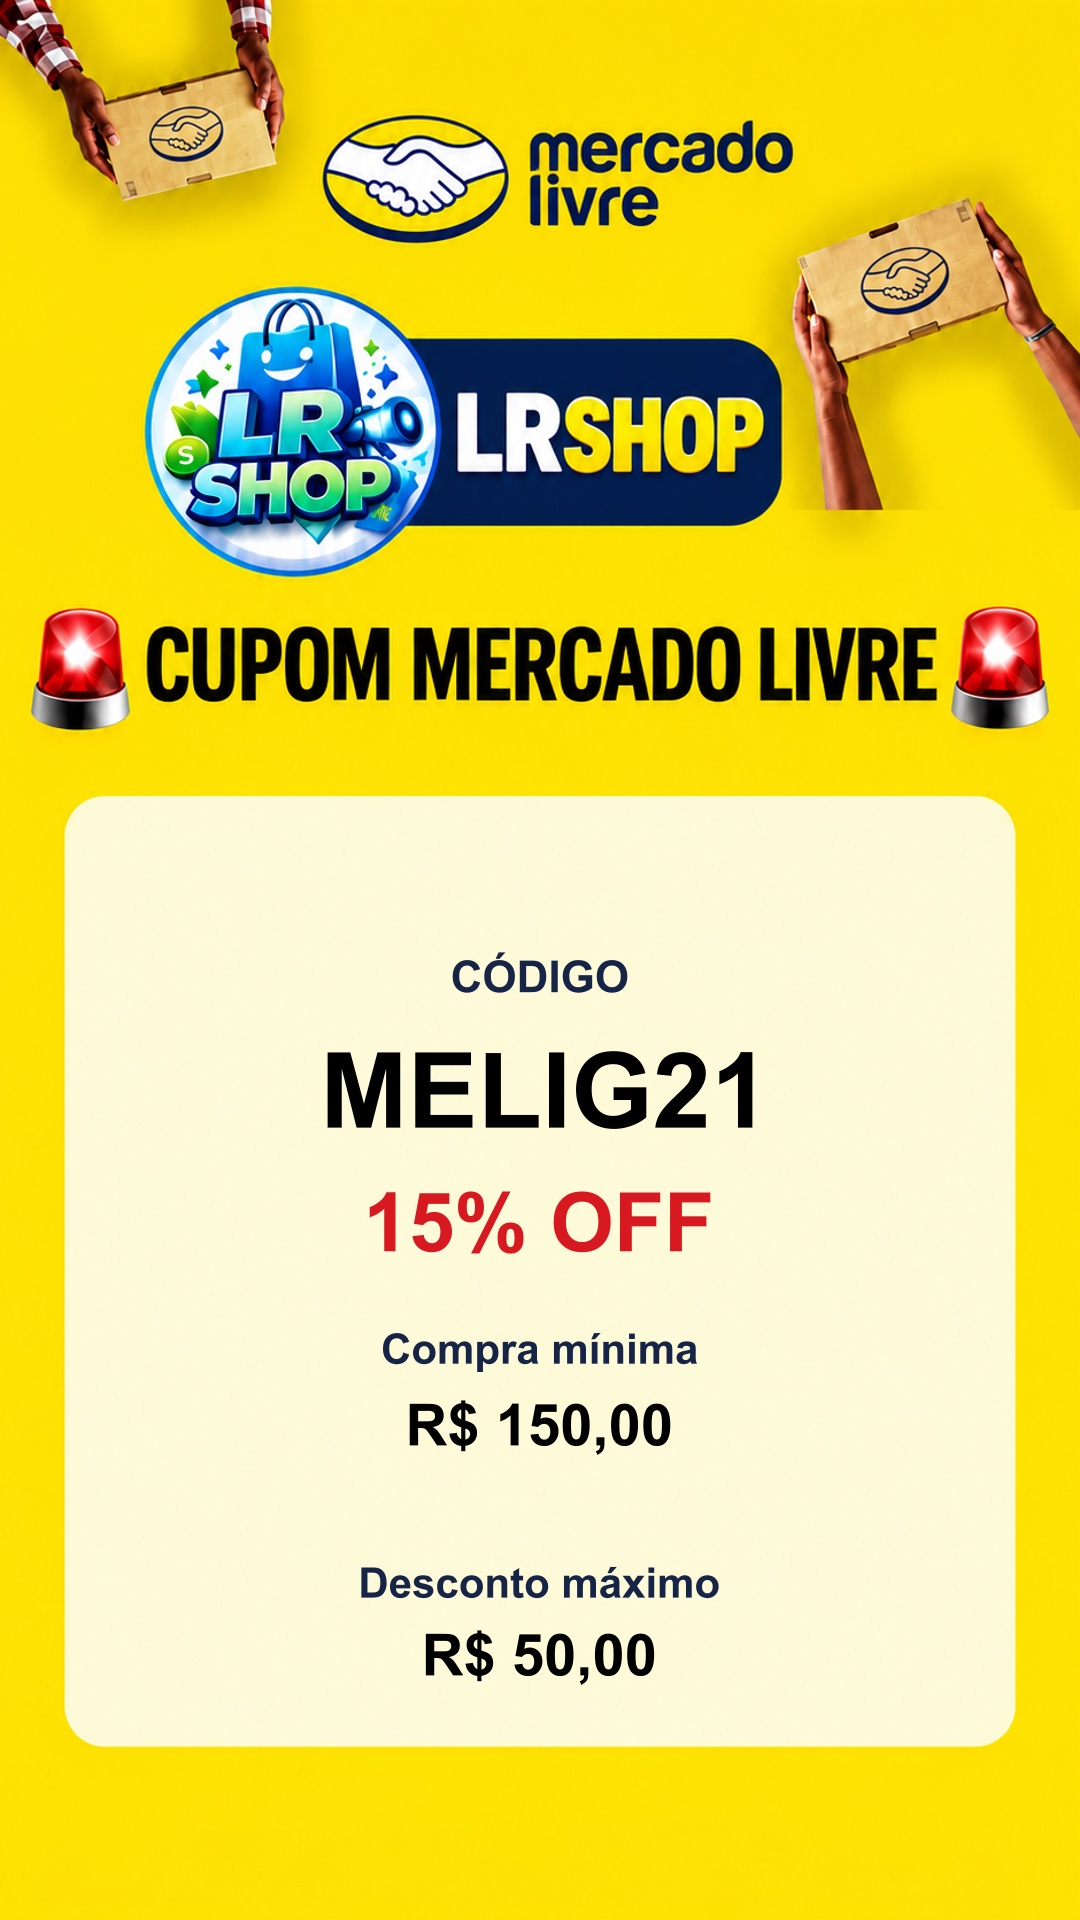 mercado
livre
LR
SHOP
S
LRSHOP
CUPOM MERCADO LIVRE
CÓDIGO
MELIG21
15% OFF
Compra mínima
R$ 150,00
Desconto máximo
R$ 50,00